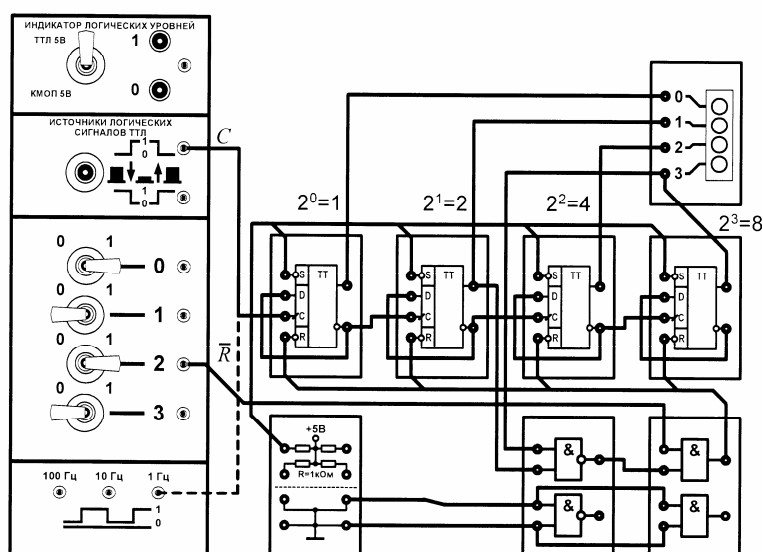 ИНДИКАТОР ЛОГИЧЕСКИХ УРОВНЕЙ
ТТЛ 5В
1
КМОП 5В
0
ИСТОЧНИКИ ЛОГИЧЕСКИХ
СИГНАЛОВ ТТЛ
1
0
1
0
C
0 1
0
0 1
1
0 1
2
0 1
3
R̅
100 Гц 10 Гц 1 Гц
1
0
0
1
2
3
2⁰=1 2¹=2 2²=4 2³=8
S TT
D
C
R
S TT
D
C
R
S TT
D
C
R
S TT
D
C
R
+5В
R=1кОм
& &
& &